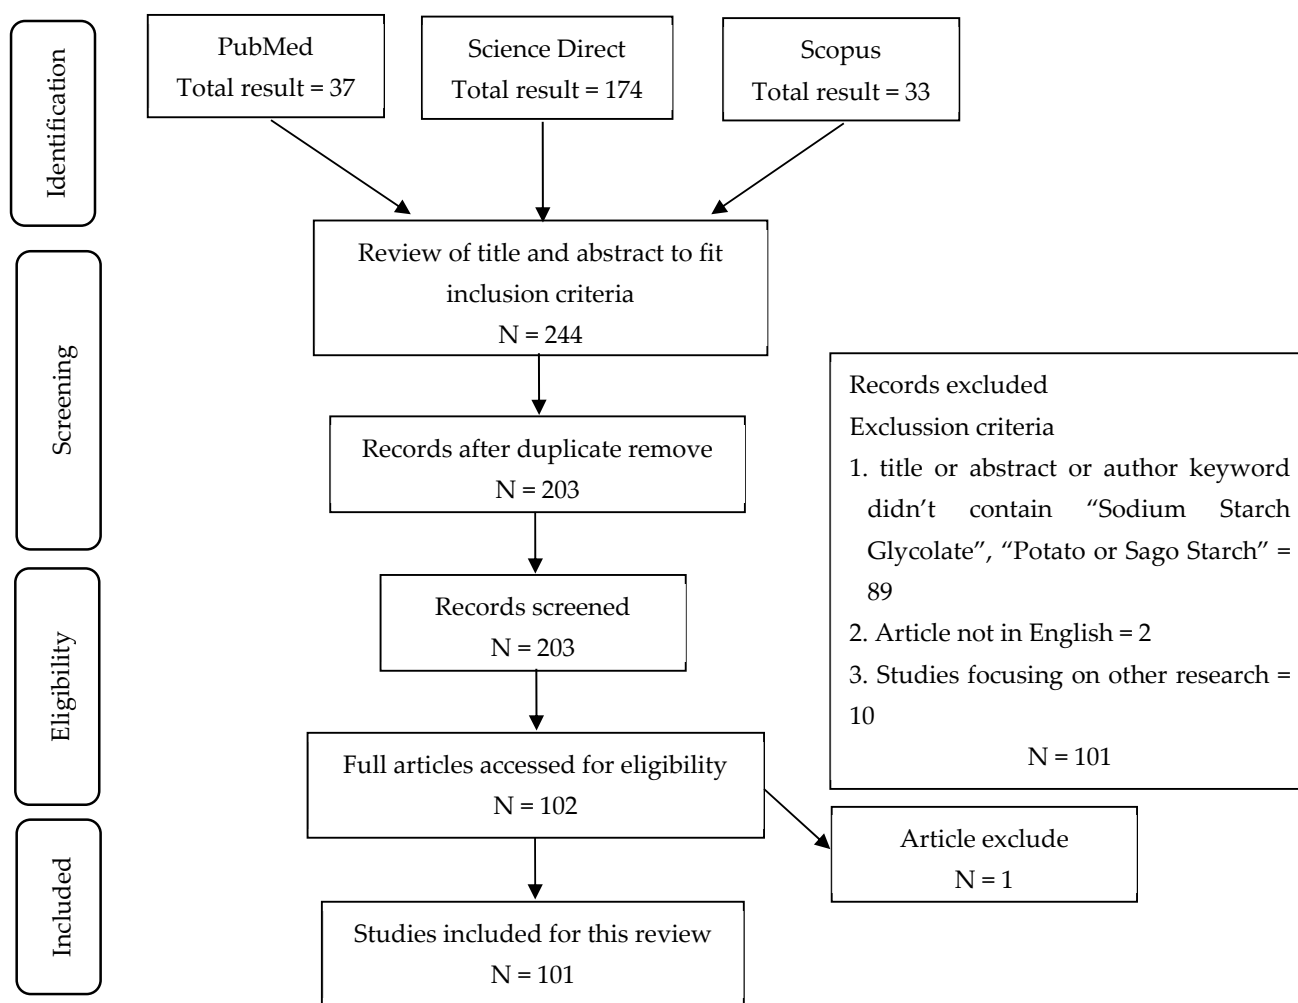 Identification
PubMed
Total result = 37
Science Direct
Total result = 174
Scopus
Total result = 33
Screening
Review of title and abstract to fit
inclusion criteria
N = 244
Records after duplicate remove
N = 203
Records excluded
Exclussion criteria
1. title or abstract or author keyword
didn’t contain “Sodium Starch
Glycolate”, “Potato or Sago Starch” =
89
2. Article not in English = 2
3. Studies focusing on other research =
10
N = 101
Eligibility
Records screened
N = 203
Full articles accessed for eligibility
N = 102
Article exclude
N = 1
Included
Studies included for this review
N = 101